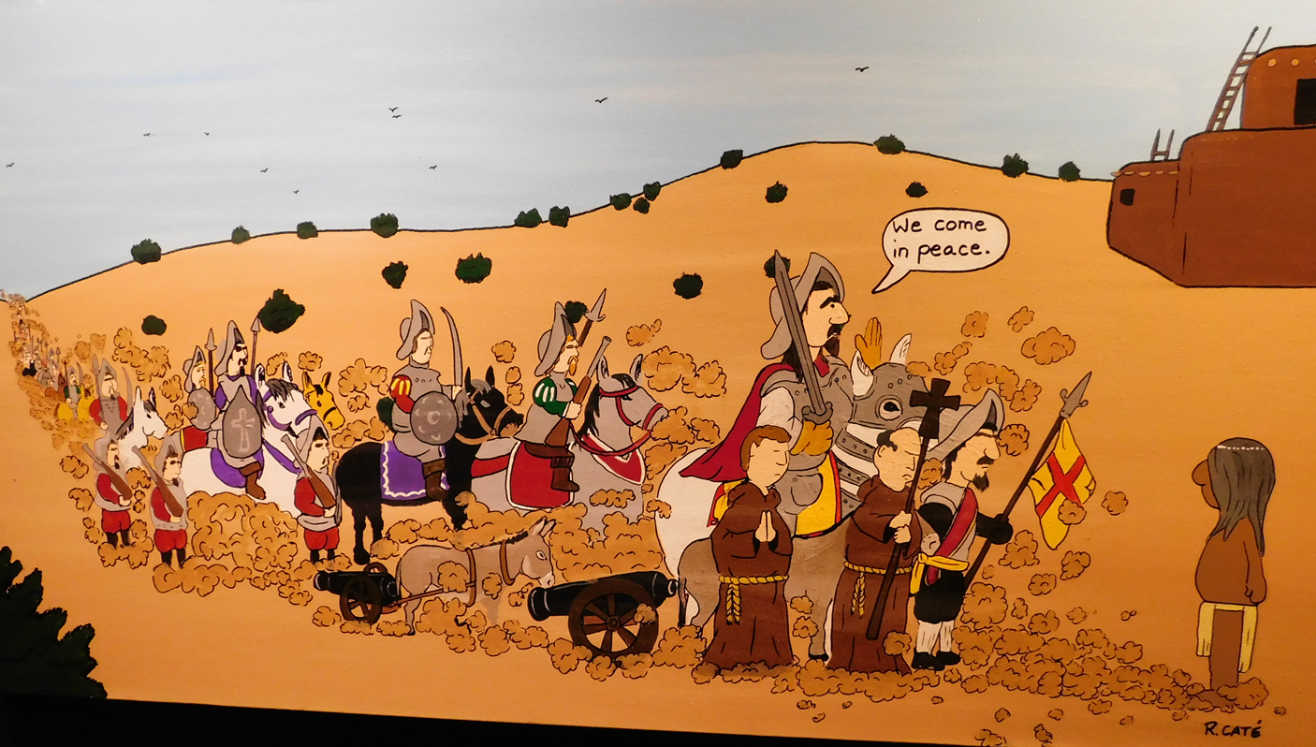 We come
in peace.
R. CATÉ